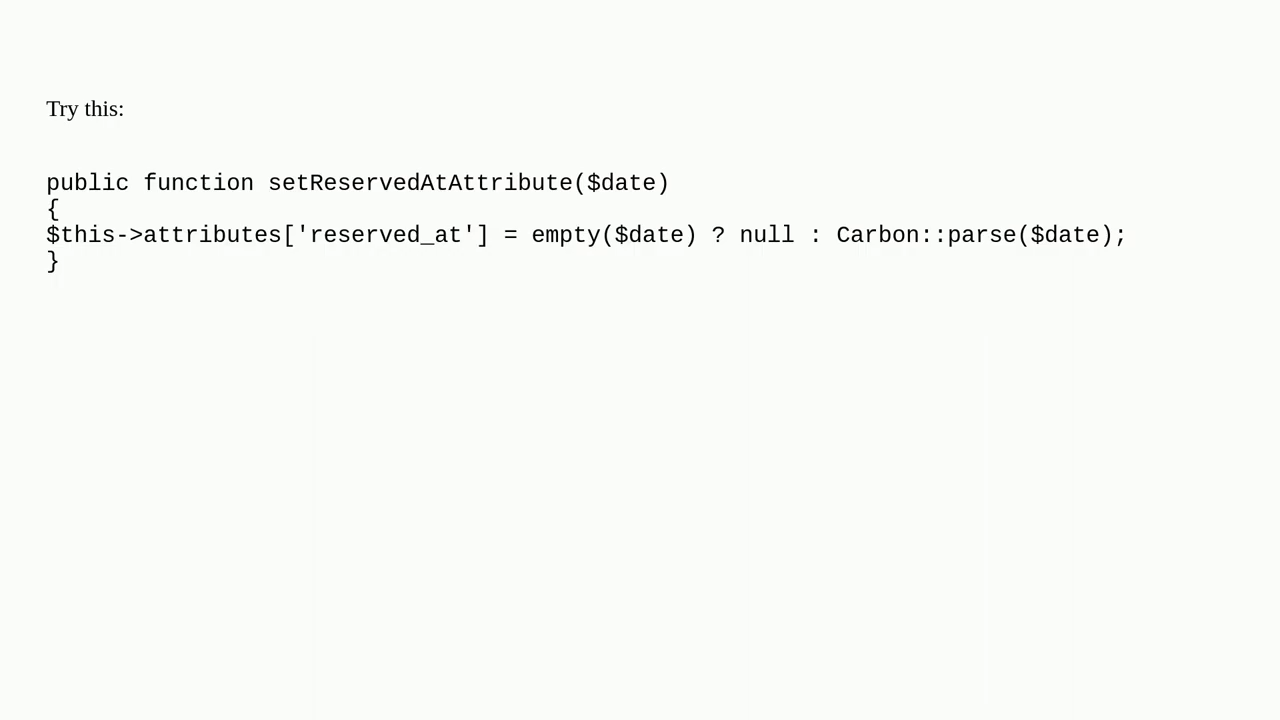 Try this:
public function setReservedAtAttribute($date)
{
$this->attributes['reserved_at'] = empty($date) ? null : Carbon::parse($date);
}